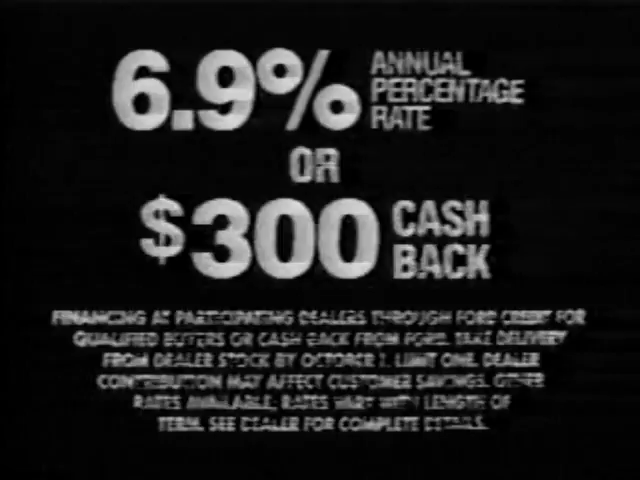 6.9% ANNUAL
PERCENTAGE
RATE
OR
$300 CASH
BACK
FINANCING AT PARTICIPATING DEALERS THROUGH FORD CREDIT FOR
QUALIFIED BUYERS OR CASH BACK FROM FORD. TAKE DELIVERY
FROM DEALER STOCK BY OCTOBER 1. LIMIT ONE. DEALER
CONTRIBUTION MAY AFFECT CUSTOMER SAVINGS. OTHER
RATES AVAILABLE. RATES VARY WITH LENGTH OF
TERM. SEE DEALER FOR COMPLETE DETAILS.